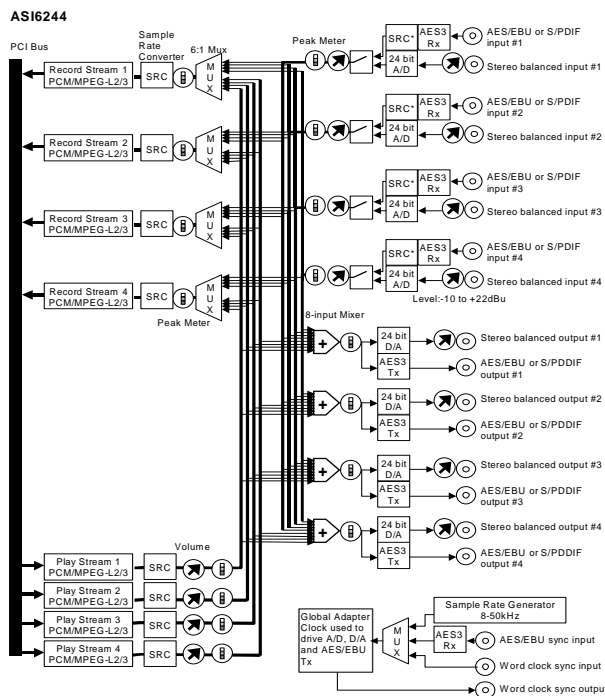 ASI6244
PCI Bus
Sample
Rate
Converter
6:1 Mux
Peak Meter
Record Stream 1
PCM/MPEG-L2/3
SRC
M
U
X
SRC*
AES3
Rx
24 bit
A/D
AES/EBU or S/PDIF
input #1
Stereo balanced input #1
Record Stream 2
PCM/MPEG-L2/3
SRC
M
U
X
SRC*
AES3
Rx
24 bit
A/D
AES/EBU or S/PDIF
input #2
Stereo balanced input #2
Record Stream 3
PCM/MPEG-L2/3
SRC
M
U
X
SRC*
AES3
Rx
24 bit
A/D
AES/EBU or S/PDIF
input #3
Stereo balanced input #3
Record Stream 4
PCM/MPEG-L2/3
SRC
M
U
X
Peak Meter
SRC*
AES3
Rx
24 bit
A/D
AES/EBU or S/PDIF
input #4
Stereo balanced input #4
Level:-10 to +22dBu
8-input Mixer
+
24 bit
D/A
AES3
Tx
Stereo balanced output #1
AES/EBU or S/PDDIF
output #1
+
24 bit
D/A
AES3
Tx
Stereo balanced output #2
AES/EBU or S/PDDIF
output #2
+
24 bit
D/A
AES3
Tx
Stereo balanced output #3
AES/EBU or S/PDDIF
output #3
+
24 bit
D/A
AES3
Tx
Stereo balanced output #4
AES/EBU or S/PDDIF
output #4
Volume
Play Stream 1
PCM/MPEG-L2/3
SRC
Play Stream 2
PCM/MPEG-L2/3
SRC
Play Stream 3
PCM/MPEG-L2/3
SRC
Play Stream 4
PCM/MPEG-L2/3
SRC
Global Adapter
Clock used to
drive A/D, D/A
and AES/EBU
Tx
M
U
X
Sample Rate Generator
8-50kHz
AES3
Rx
AES/EBU sync input
Word clock sync input
Word clock sync outpu